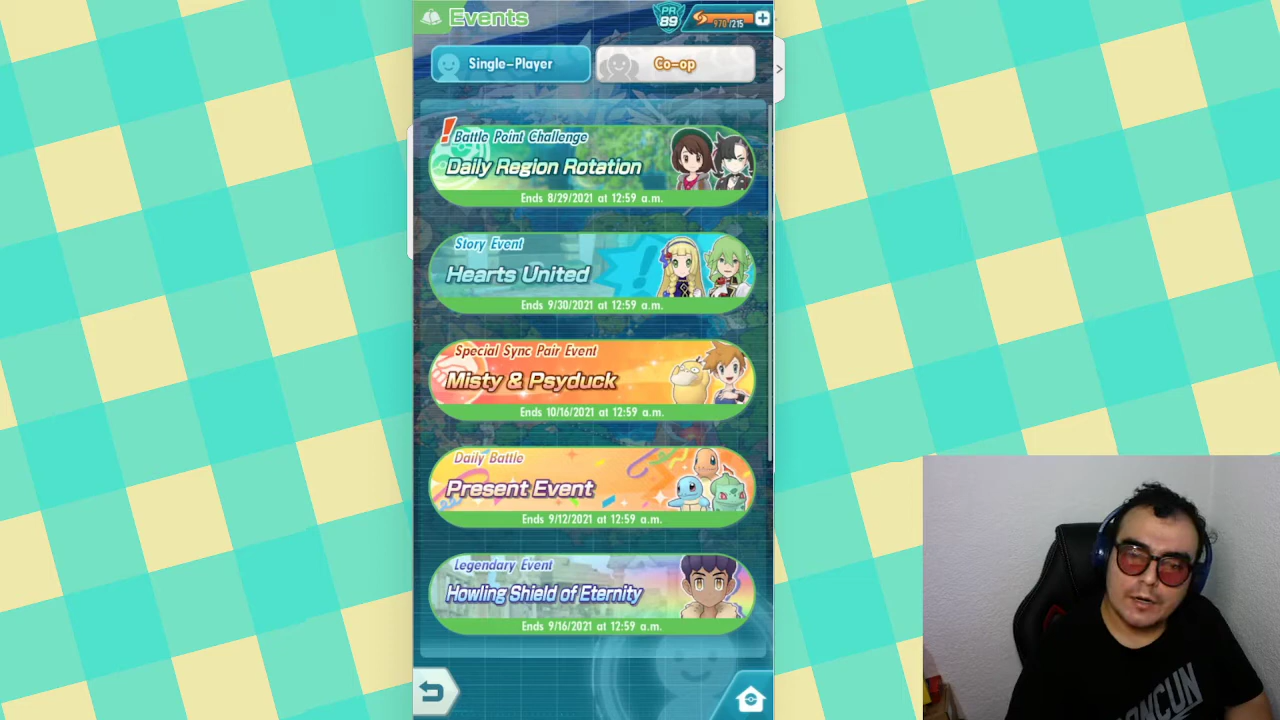 Events
PR
89
970/215
Single-Player
Co-op
Battle Point Challenge
Daily Region Rotation
Ends 8/29/2021 at 12:59 a.m.
Story Event
Hearts United
Ends 9/30/2021 at 12:59 a.m.
Special Sync Pair Event
Misty & Psyduck
Ends 10/16/2021 at 12:59 a.m.
Daily Battle
Present Event
Ends 9/12/2021 at 12:59 a.m.
Legendary Event
Howling Shield of Eternity
Ends 9/16/2021 at 12:59 a.m.